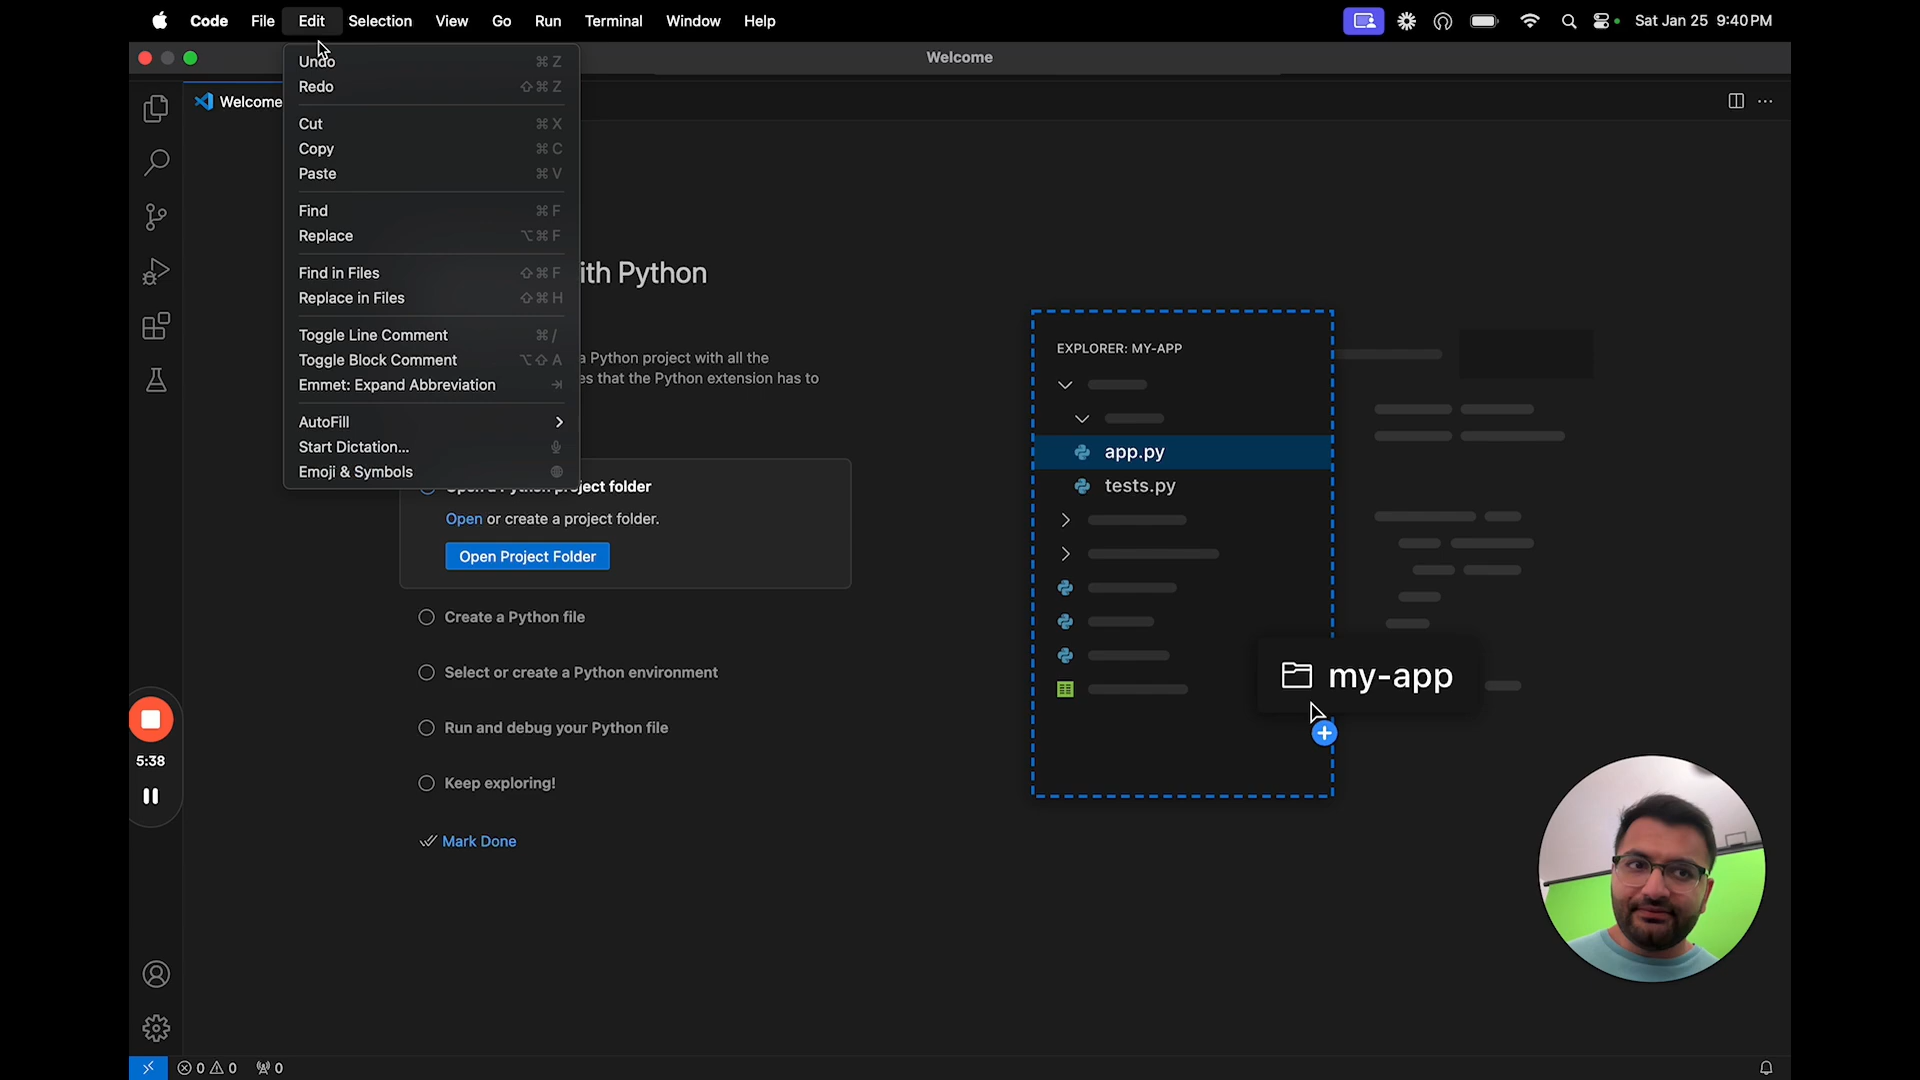 Code File Edit Selection View Go Run Terminal Window Help Sat Jan 25 9:40 PM
Welcome
Welcome
Undo ⌘ Z
Redo ⇧ ⌘ Z
Cut ⌘ X
Copy ⌘ C
Paste ⌘ V
Find ⌘ F
Replace ⌥ ⌘ F
Find in Files ⇧ ⌘ F
Replace in Files ⇧ ⌘ H
Toggle Line Comment ⌘ /
Toggle Block Comment ⌥ ⇧ A
Emmet: Expand Abbreviation ⇥
AutoFill
Start Dictation...
Emoji & Symbols
ith Python
a Python project with all the
es that the Python extension has to
Open a Python project folder
Open or create a project folder.
Open Project Folder
Create a Python file
Select or create a Python environment
Run and debug your Python file
Keep exploring!
Mark Done
EXPLORER: MY-APP
app.py
tests.py
my-app
5:38
0 0 0